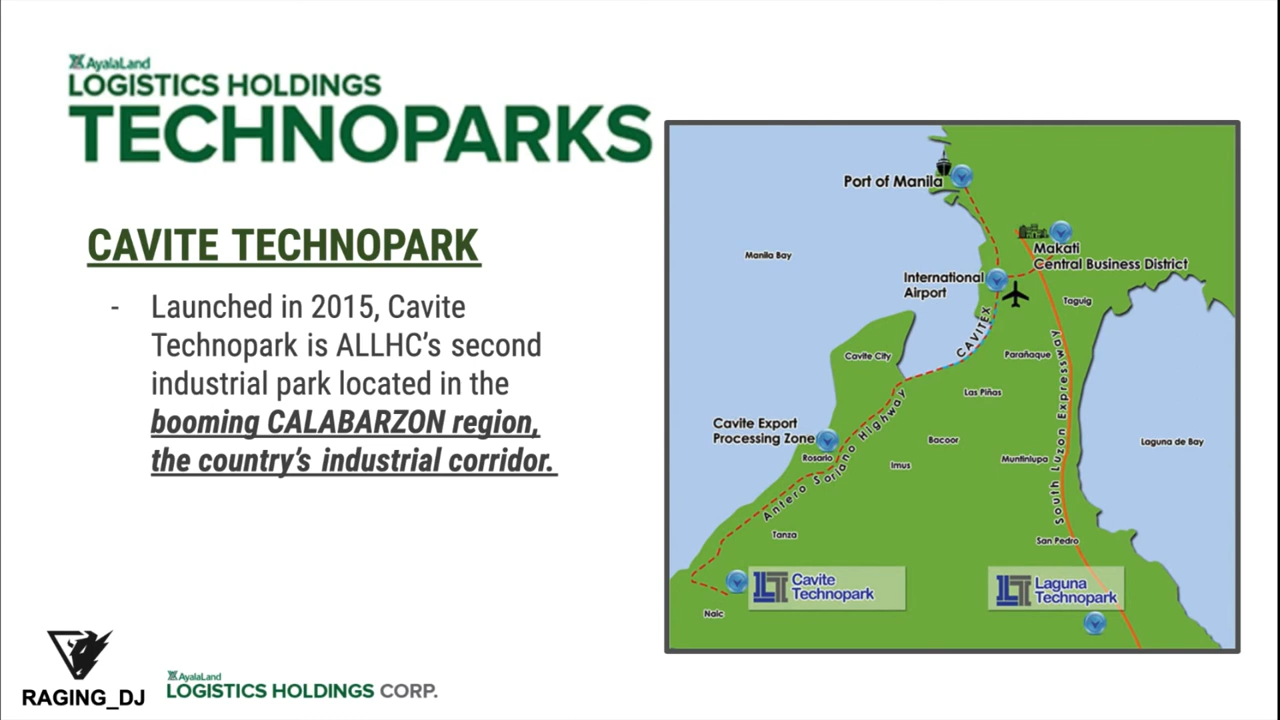 AyalaLand
LOGISTICS HOLDINGS
TECHNOPARKS
CAVITE TECHNOPARK
- Launched in 2015, Cavite
Technopark is ALLHC's second
industrial park located in the
booming CALABARZON region,
the country's industrial corridor.
Port of Manila
Manila Bay
Makati
Central Business District
International
Airport
Taguig
CAVITEX
Parañaque
Cavite City
Las Piñas
South Luzon Expressway
Antero Soriano Highway
Cavite Export
Processing Zone
Rosario
Bacoor
Imus
Muntinlupa
Laguna de Bay
Tanza
San Pedro
LT Cavite
Technopark
LT Laguna
Technopark
Naic
RAGING_DJ
AyalaLand
LOGISTICS HOLDINGS CORP.